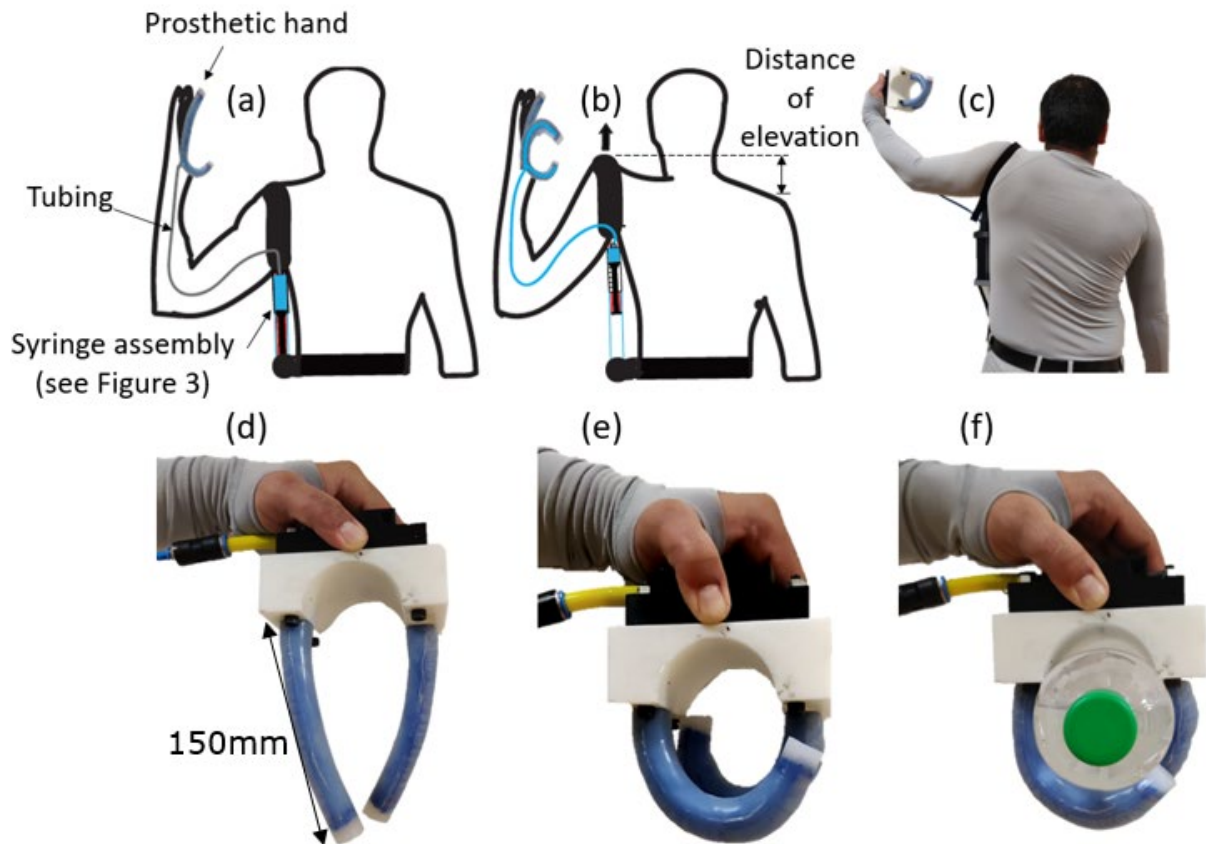 Prosthetic hand
(a)
(b)
Distance
of
elevation
(c)
Tubing
Syringe assembly
(see Figure 3)
(d)
(e)
(f)
150mm